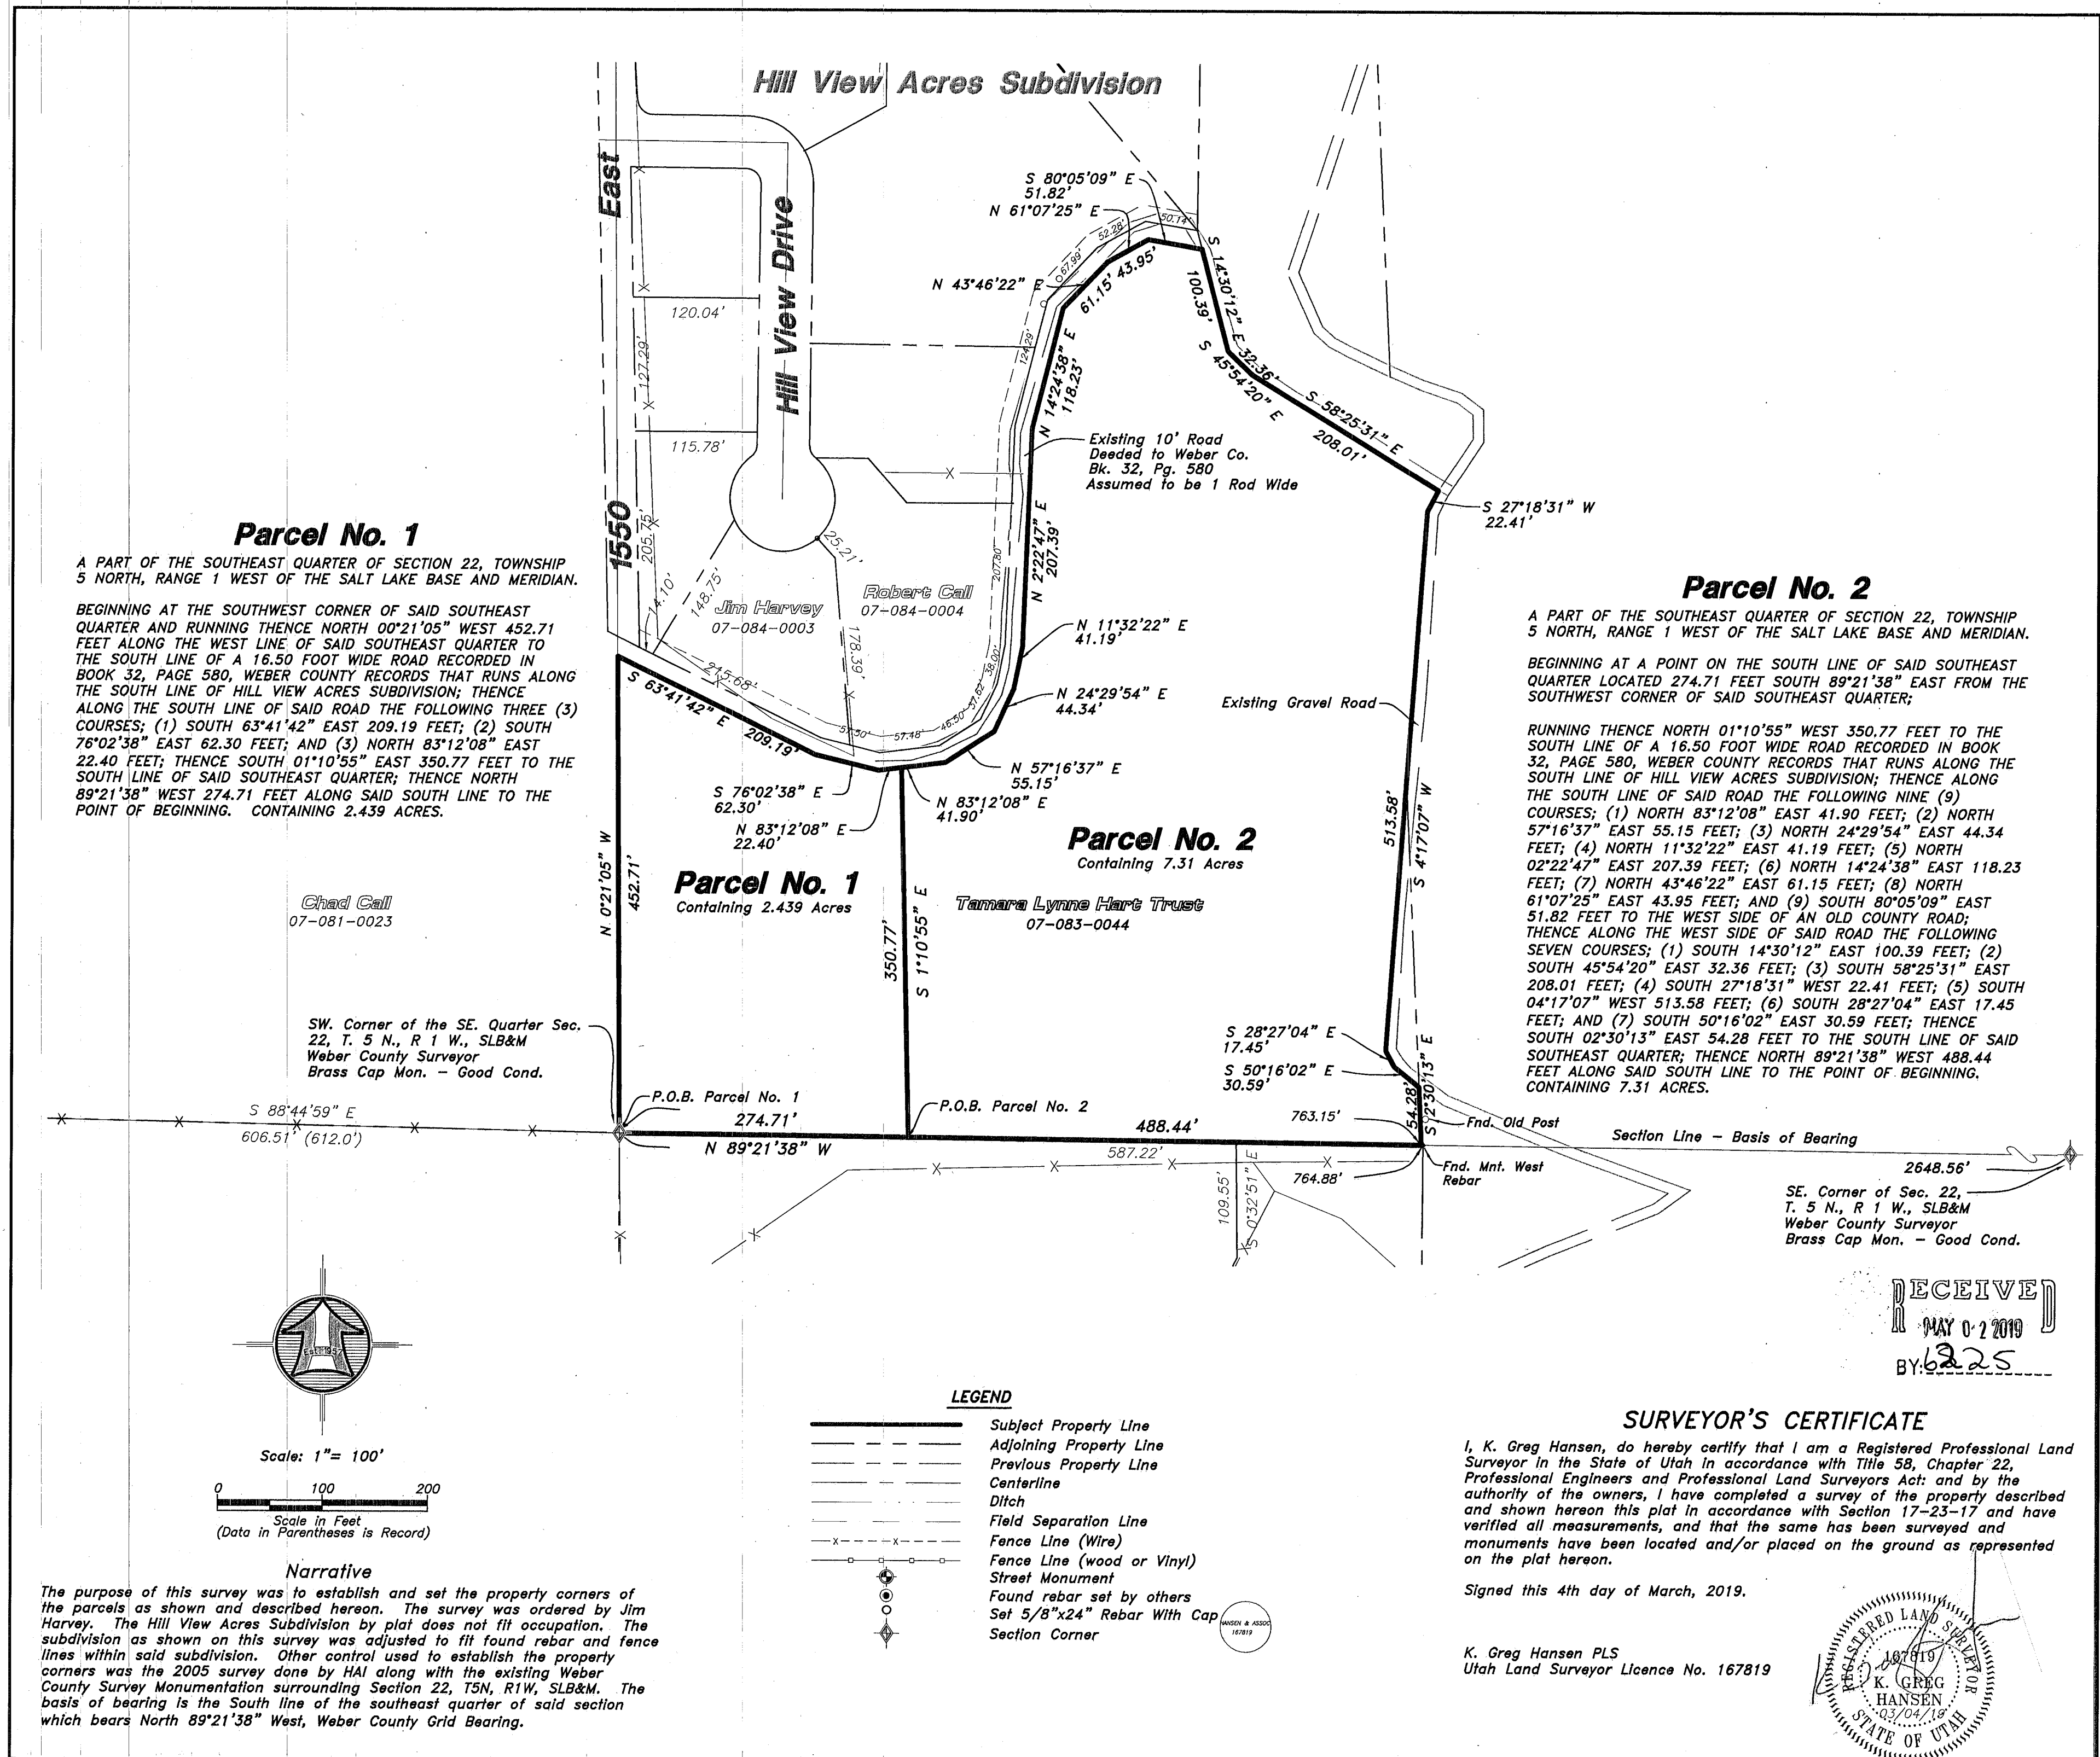 Hill View Acres Subdivision
1550 East
Hill View Drive
S 80°05'09" E
51.82'
N 61°07'25" E
52.28'
50.14'
67.99'
N 43°46'22" E
61.15'
43.95'
S 14°30'12" E
100.39'
32.36'
S 45°54'20" E
S 58°25'31" E
208.01'
120.04'
127.29'
124.29'
N 14°24'38" E
118.23'
115.78'
Existing 10' Road
Deeded to Weber Co.
Bk. 32, Pg. 580
Assumed to be 1 Rod Wide
S 27°18'31" W
22.41'
205.75'
25.21'
14.10'
148.75'
207.80'
N 2°22'47" E
207.39'
Jim Harvey
07-084-0003
Robert Call
07-084-0004
178.39'
215.68'
N 11°32'22" E
41.19'
38.00'
37.62'
46.50'
57.48'
57.50'
N 24°29'54" E
44.34'
Existing Gravel Road
S 63°41'42" E 209.19'
N 57°16'37" E
55.15'
S 76°02'38" E
62.30'
N 83°12'08" E
41.90'
N 83°12'08" E
22.40'
513.58'
S 4°17'07" W
Parcel No. 1
A PART OF THE SOUTHEAST QUARTER OF SECTION 22, TOWNSHIP
5 NORTH, RANGE 1 WEST OF THE SALT LAKE BASE AND MERIDIAN.
BEGINNING AT THE SOUTHWEST CORNER OF SAID SOUTHEAST
QUARTER AND RUNNING THENCE NORTH 00°21'05" WEST 452.71
FEET ALONG THE WEST LINE OF SAID SOUTHEAST QUARTER TO
THE SOUTH LINE OF A 16.50 FOOT WIDE ROAD RECORDED IN
BOOK 32, PAGE 580, WEBER COUNTY RECORDS THAT RUNS ALONG
THE SOUTH LINE OF HILL VIEW ACRES SUBDIVISION; THENCE
ALONG THE SOUTH LINE OF SAID ROAD THE FOLLOWING THREE (3)
COURSES; (1) SOUTH 63°41'42" EAST 209.19 FEET; (2) SOUTH
76°02'38" EAST 62.30 FEET; AND (3) NORTH 83°12'08" EAST
22.40 FEET; THENCE SOUTH 01°10'55" EAST 350.77 FEET TO THE
SOUTH LINE OF SAID SOUTHEAST QUARTER; THENCE NORTH
89°21'38" WEST 274.71 FEET ALONG SAID SOUTH LINE TO THE
POINT OF BEGINNING. CONTAINING 2.439 ACRES.
Parcel No. 2
A PART OF THE SOUTHEAST QUARTER OF SECTION 22, TOWNSHIP
5 NORTH, RANGE 1 WEST OF THE SALT LAKE BASE AND MERIDIAN.
BEGINNING AT A POINT ON THE SOUTH LINE OF SAID SOUTHEAST
QUARTER LOCATED 274.71 FEET SOUTH 89°21'38" EAST FROM THE
SOUTHWEST CORNER OF SAID SOUTHEAST QUARTER;
RUNNING THENCE NORTH 01°10'55" WEST 350.77 FEET TO THE
SOUTH LINE OF A 16.50 FOOT WIDE ROAD RECORDED IN BOOK
32, PAGE 580, WEBER COUNTY RECORDS THAT RUNS ALONG THE
SOUTH LINE OF HILL VIEW ACRES SUBDIVISION; THENCE ALONG
THE SOUTH LINE OF SAID ROAD THE FOLLOWING NINE (9)
COURSES; (1) NORTH 83°12'08" EAST 41.90 FEET; (2) NORTH
57°16'37" EAST 55.15 FEET; (3) NORTH 24°29'54" EAST 44.34
FEET; (4) NORTH 11°32'22" EAST 41.19 FEET; (5) NORTH
02°22'47" EAST 207.39 FEET; (6) NORTH 14°24'38" EAST 118.23
FEET; (7) NORTH 43°46'22" EAST 61.15 FEET; (8) NORTH
61°07'25" EAST 43.95 FEET; AND (9) SOUTH 80°05'09" EAST
51.82 FEET TO THE WEST SIDE OF AN OLD COUNTY ROAD;
THENCE ALONG THE WEST SIDE OF SAID ROAD THE FOLLOWING
SEVEN COURSES; (1) SOUTH 14°30'12" EAST 100.39 FEET; (2)
SOUTH 45°54'20" EAST 32.36 FEET; (3) SOUTH 58°25'31" EAST
208.01 FEET; (4) SOUTH 27°18'31" WEST 22.41 FEET; (5) SOUTH
04°17'07" WEST 513.58 FEET; (6) SOUTH 28°27'04" EAST 17.45
FEET; AND (7) SOUTH 50°16'02" EAST 30.59 FEET; THENCE
SOUTH 02°30'13" EAST 54.28 FEET TO THE SOUTH LINE OF SAID
SOUTHEAST QUARTER; THENCE NORTH 89°21'38" WEST 488.44
FEET ALONG SAID SOUTH LINE TO THE POINT OF BEGINNING.
CONTAINING 7.31 ACRES.
Parcel No. 2
Containing 7.31 Acres
Tamara Lynne Hart Trust
07-083-0044
Parcel No. 1
Containing 2.439 Acres
Chad Call
07-081-0023
N 0°21'05" W
452.71'
350.77'
S 1°10'55" E
SW. Corner of the SE. Quarter Sec.
22, T. 5 N., R 1 W., SLB&M
Weber County Surveyor
Brass Cap Mon. - Good Cond.
S 28°27'04" E
17.45'
S 50°16'02" E
30.59'
54.28'
S 2°30'13" E
P.O.B. Parcel No. 1
P.O.B. Parcel No. 2
S 88°44'59" E
606.51' (612.0')
274.71'
N 89°21'38" W
488.44'
587.22'
763.15'
764.88'
Fnd. Old Post
Section Line - Basis of Bearing
Fnd. Mnt. West
Rebar
109.55'
S 0°32'51" E
2648.56'
SE. Corner of Sec. 22,
T. 5 N., R 1 W., SLB&M
Weber County Surveyor
Brass Cap Mon. - Good Cond.
RECEIVED
MAY 02 2019
BY:
Est. 1957
Scale: 1"= 100'
0 100 200
Scale in Feet
(Data in Parentheses is Record)
Narrative
The purpose of this survey was to establish and set the property corners of
the parcels as shown and described hereon. The survey was ordered by Jim
Harvey. The Hill View Acres Subdivision by plat does not fit occupation. The
subdivision as shown on this survey was adjusted to fit found rebar and fence
lines within said subdivision. Other control used to establish the property
corners was the 2005 survey done by HAI along with the existing Weber
County Survey Monumentation surrounding Section 22, T5N, R1W, SLB&M. The
basis of bearing is the South line of the southeast quarter of said section
which bears North 89°21'38" West, Weber County Grid Bearing.
LEGEND
Subject Property Line
Adjoining Property Line
Previous Property Line
Centerline
Ditch
Field Separation Line
Fence Line (Wire)
Fence Line (wood or Vinyl)
Street Monument
Found rebar set by others
Set 5/8"x24" Rebar With Cap
HANSEN & ASSOC
167819
Section Corner
SURVEYOR'S CERTIFICATE
I, K. Greg Hansen, do hereby certify that I am a Registered Professional Land
Surveyor in the State of Utah in accordance with Title 58, Chapter 22,
Professional Engineers and Professional Land Surveyors Act: and by the
authority of the owners, I have completed a survey of the property described
and shown hereon this plat in accordance with Section 17-23-17 and have
verified all measurements, and that the same has been surveyed and
monuments have been located and/or placed on the ground as represented
on the plat hereon.
Signed this 4th day of March, 2019.
K. Greg Hansen PLS
Utah Land Surveyor Licence No. 167819
REGISTERED LAND SURVEYOR
167819
K. GREG
HANSEN
03/04/19
STATE OF UTAH